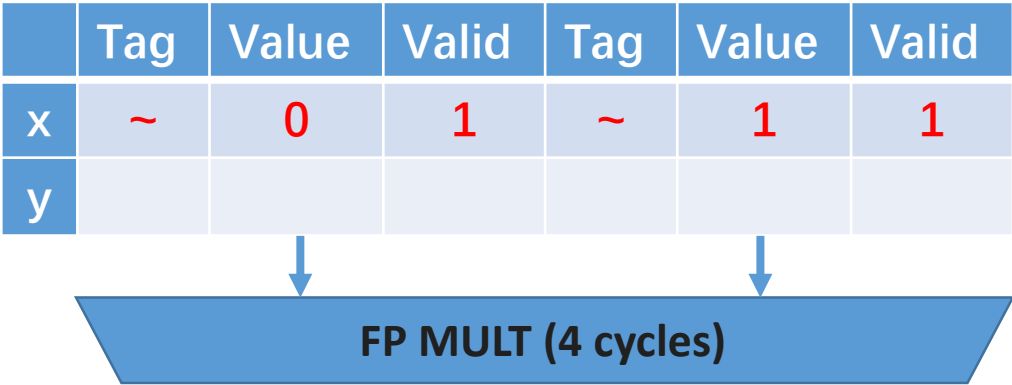 Tag Value Valid Tag Value Valid
x ~ 0 1 ~ 1 1
y
FP MULT (4 cycles)